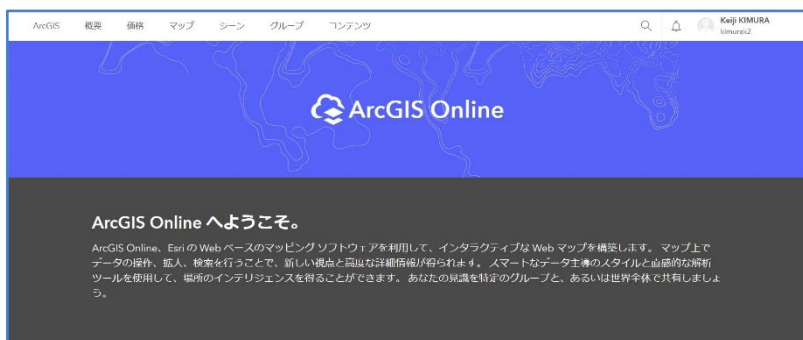 ArcGIS 概要 価格 マップ シーン グループ コンテンツ Keiji KIMURA
kimurak2
ArcGIS Online
ArcGIS Online へようこそ。
ArcGIS Online、Esri の Web ベースのマッピング ソフトウェアを利用して、インタラクティブな Web マップを構築します。 マップ上で
データの操作、拡大、検索を行うことで、新しい視点と高度な詳細情報が得られます。 スマートなデータ主導のスタイルと直感的な解析
ツールを使用して、場所のインテリジェンスを得ることができます。 あなたの見識を特定のグループと、あるいは世界全体で共有しましょ
う。